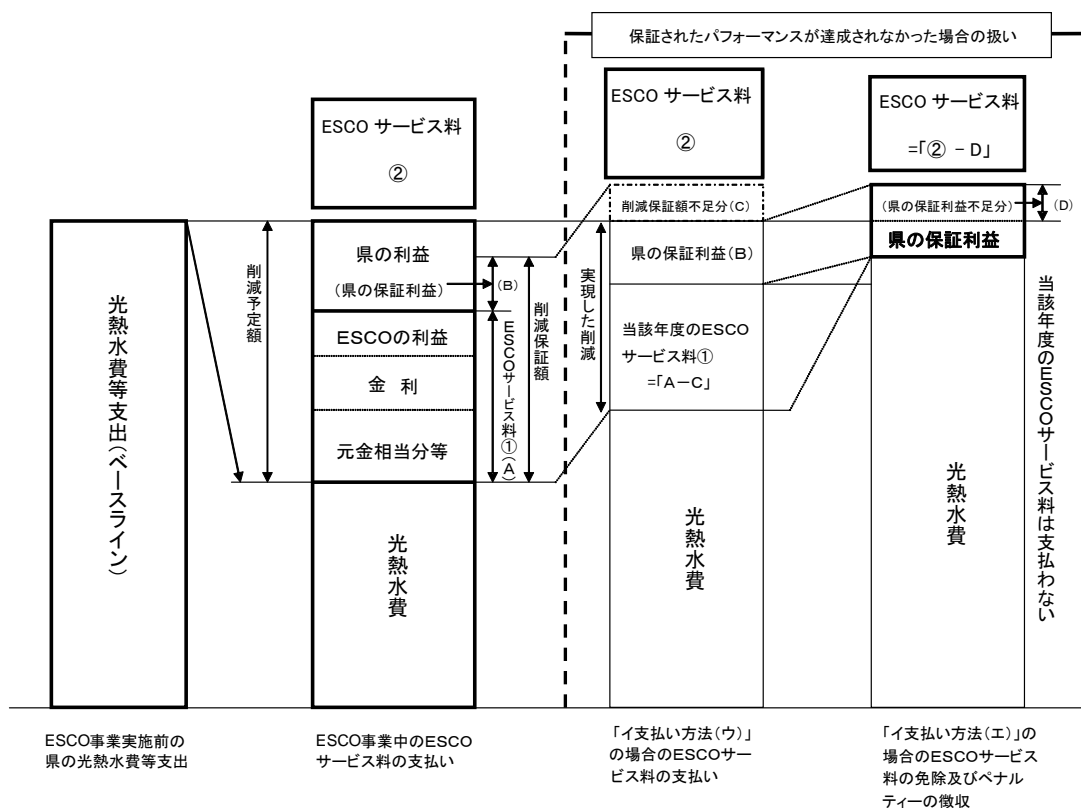 保証されたパフォーマンスが達成されなかった場合の扱い
ESCO サービス料
②
ESCO サービス料
②
ESCO サービス料
=「② － D」
光熱水費等支出(ベースライン)
削減予定額
県の利益
(県の保証利益)
(B)
ESCOの利益
金 利
元金相当分等
ESCOサービス料①(A)
削減保証額
光熱水費
削減保証額不足分(C)
県の保証利益(B)
実現した削減
当該年度のESCO
サービス料①
=「A－C」
光熱水費
(県の保証利益不足分)
(D)
県の保証利益
光熱水費
当該年度のESCOサービス料は支払わない
ESCO事業実施前の
県の光熱水費等支出
ESCO事業中のESCO
サービス料の支払い
「イ支払い方法(ウ)」
の場合のESCOサー
ビス料の支払い
「イ支払い方法(エ)」の
場合のESCOサービス
料の免除及びペナル
ティーの徴収